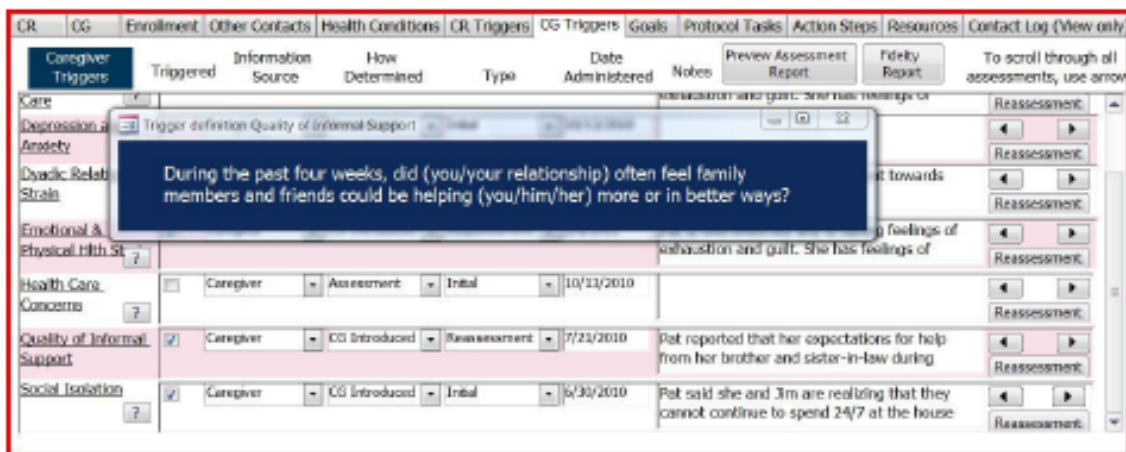 CR CG Enrollment Other Contacts Health Conditions CR Triggers CG Triggers Goals Protocol Tasks Action Steps Resources Contact Log (View only
Caregiver Triggers Triggered Information Source How Determined Type Date Administered Notes Preview Assessment Report Fidelity Report To scroll through all assessments, use arrow
Care ? exhaustion and guilt. She has feelings of Reassessment
Trigger definition Quality of Informal Support
Depression a
Anxiety Reassessment
During the past four weeks, did (you/your relationship) often feel family
members and friends could be helping (you/him/her) more or in better ways?
Dyadic Relati t towards
Strain Reassessment
Emotional & feelings of
Physical Hlth St ? exhaustion and guilt. She has feelings of Reassessment
Health Care Caregiver Assessment Initial 10/13/2010
Concerns ? Reassessment
Quality of Informal Caregiver CG Introduced Reassessment 7/21/2010 Pat reported that her expectations for help
Support from her brother and sister-in-law during Reassessment
Social Isolation Caregiver CG Introduced Initial 6/30/2010 Pat said she and Jim are realizing that they
? cannot continue to spend 24/7 at the house Reassessment